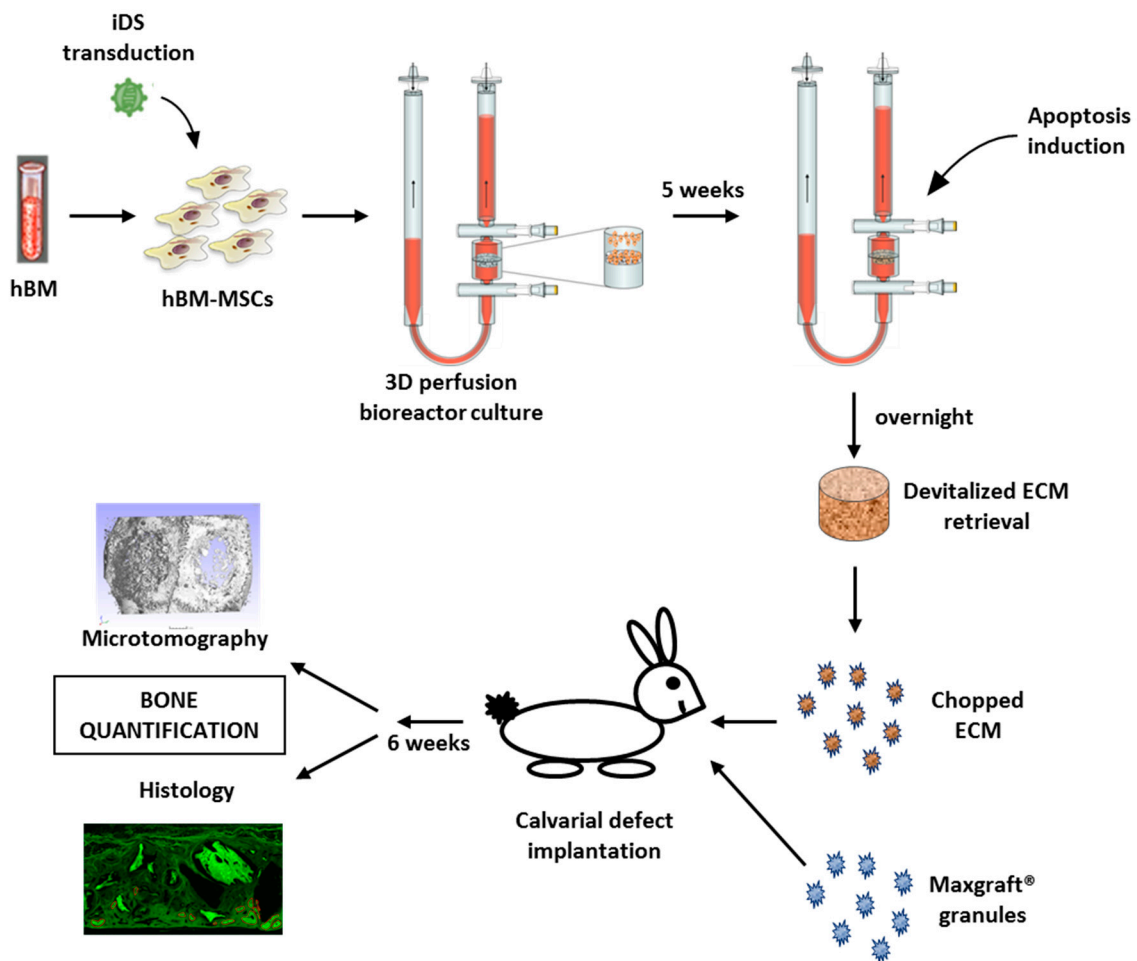 iDS
transduction
hBM
hBM-MSCs
3D perfusion
bioreactor culture
5 weeks
Apoptosis
induction
overnight
Devitalized ECM
retrieval
Chopped
ECM
Maxgraft®
granules
Calvarial defect
implantation
6 weeks
Microtomography
BONE
QUANTIFICATION
Histology